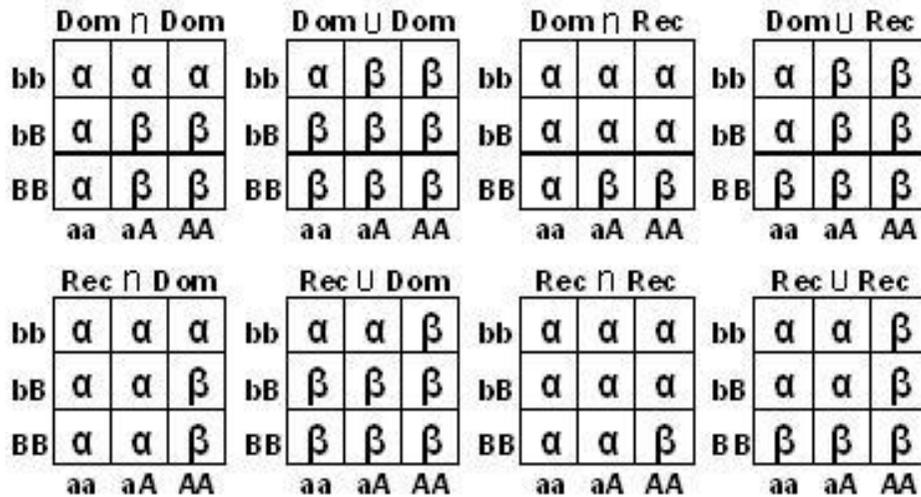 Dom ∩ Dom Dom ∪ Dom Dom ∩ Rec Dom ∪ Rec
bb α α α bb α β β bb α α α bb α β β
bB α β β bB β β β bB α α α bB α β β
BB α β β BB β β β BB α β β BB β β β
aa aA AA aa aA AA aa aA AA aa aA AA
Rec ∩ Dom Rec ∪ Dom Rec ∩ Rec Rec ∪ Rec
bb α α α bb α α β bb α α α bb α α β
bB α α β bB β β β bB α α α bB α α β
BB α α β BB β β β BB α α β BB β β β
aa aA AA aa aA AA aa aA AA aa aA AA